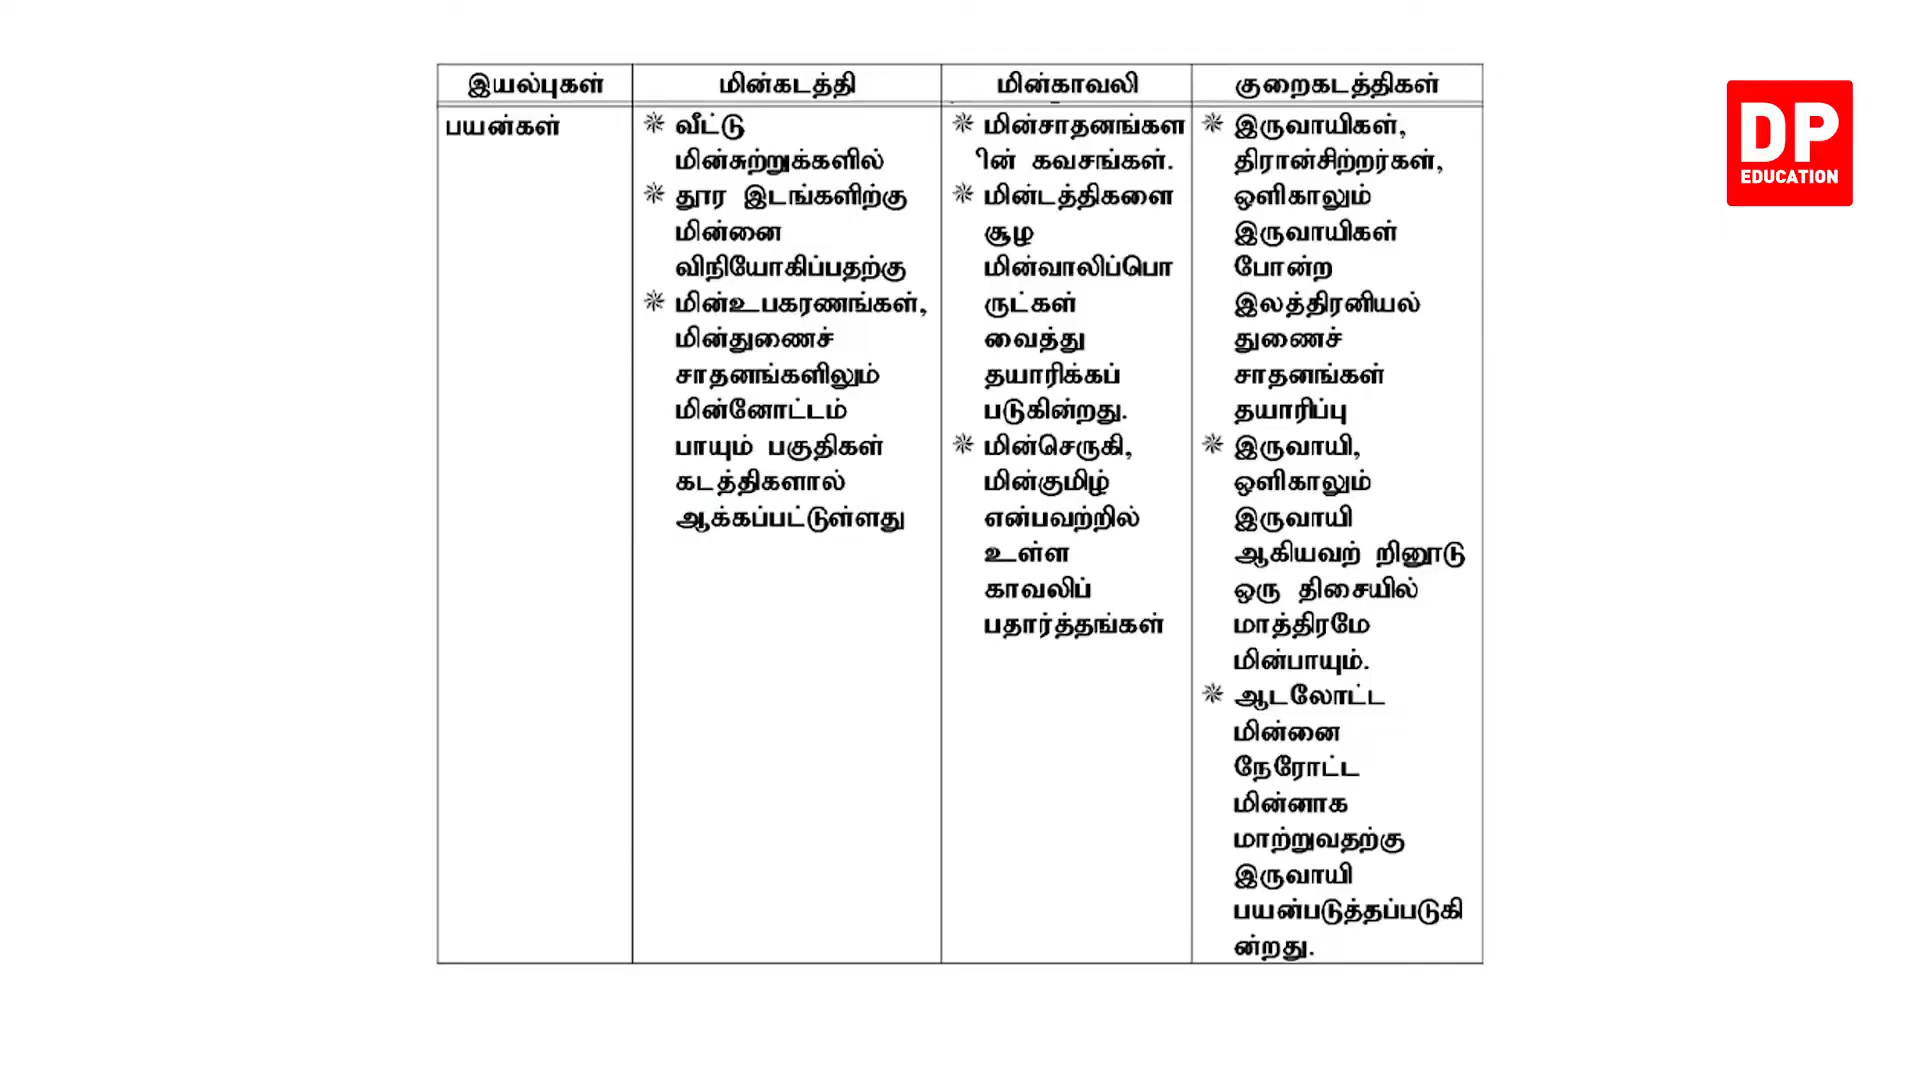 இயல்புகள்
மின்கடத்தி
மின்காவலி
குறைகடத்திகள்
பயன்கள்
✴ வீட்டு
மின்சுற்றுக்களில்
✴ தூர இடங்களிற்கு
மின்னை
விநியோகிப்பதற்கு
✴ மின்உபகரணங்கள்,
மின்துணைச்
சாதனங்களிலும்
மின்னோட்டம்
பாயும் பகுதிகள்
கடத்திகளால்
ஆக்கப்பட்டுள்ளது
✴ மின்சாதனங்கள
ின் கவசங்கள்.
✴ மின்டத்திகளை
சூழ
மின்வாலிப்பொ
ருட்கள்
வைத்து
தயாரிக்கப்
படுகின்றது.
✴ மின்செருகி,
மின்குமிழ்
என்பவற்றில்
உள்ள
காவலிப்
பதார்த்தங்கள்
✴ இருவாயிகள்,
திரான்சிற்றர்கள்,
ஒளிகாலும்
இருவாயிகள்
போன்ற
இலத்திரனியல்
துணைச்
சாதனங்கள்
தயாரிப்பு
✴ இருவாயி,
ஒளிகாலும்
இருவாயி
ஆகியவற் றினூடு
ஒரு திசையில்
மாத்திரமே
மின்பாயும்.
✴ ஆடலோட்ட
மின்னை
நேரோட்ட
மின்னாக
மாற்றுவதற்கு
இருவாயி
பயன்படுத்தப்படுகி
ன்றது.
DP
EDUCATION